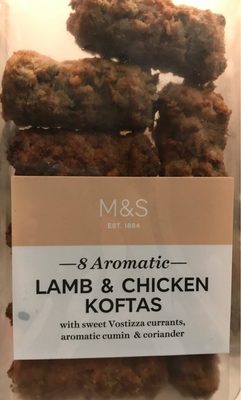 M&S
EST. 1884
—8 Aromatic—
LAMB & CHICKEN
KOFTAS
with sweet Vostizza currants,
aromatic cumin & coriander